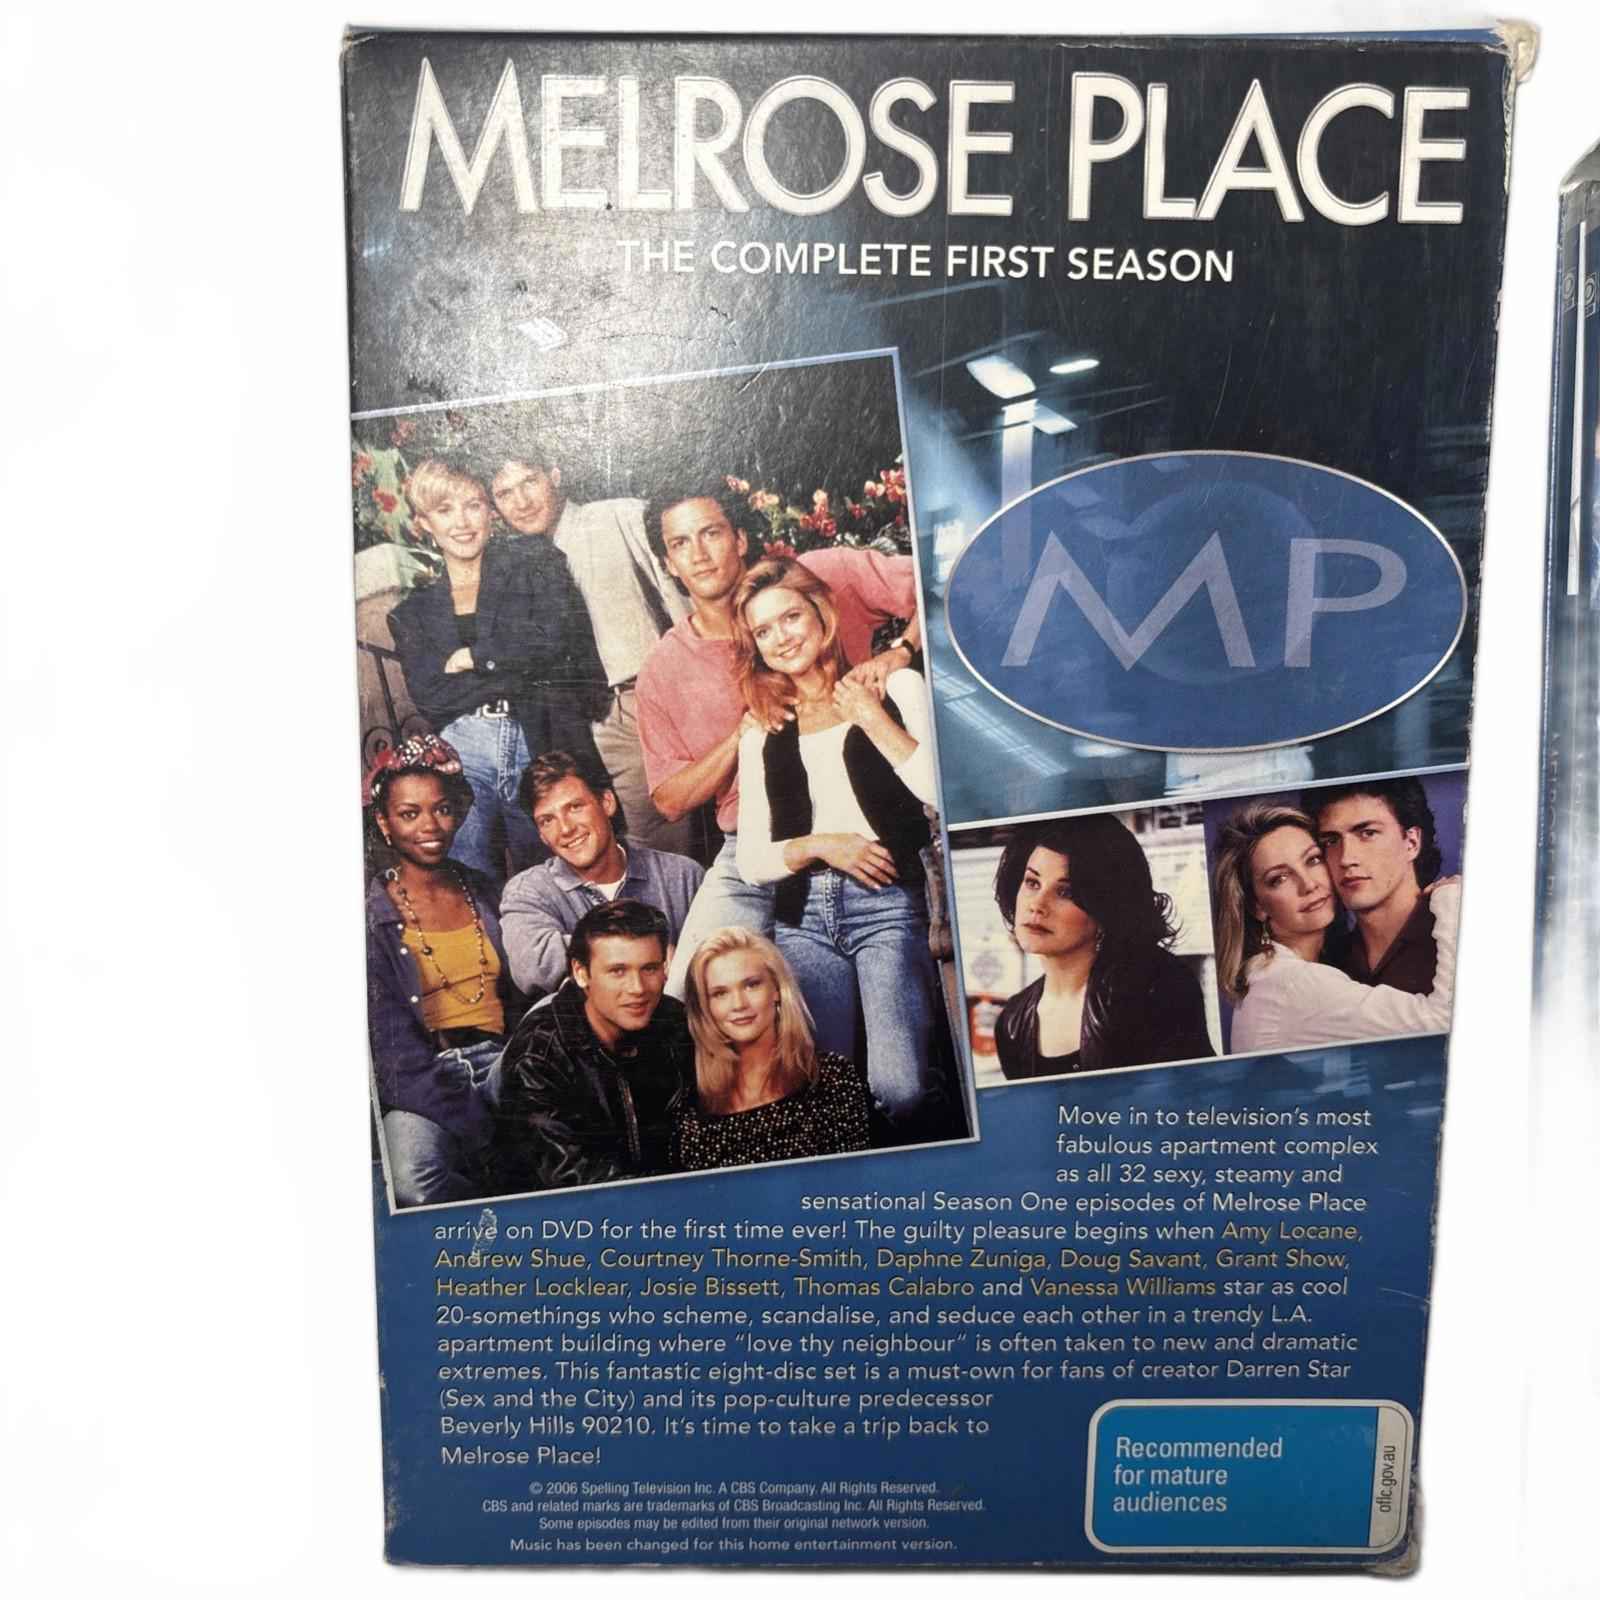 MELROSE PLACE
THE COMPLETE FIRST SEASON
MP
Move in to television's most
fabulous apartment complex
as all 32 sexy, steamy and
sensational Season One episodes of Melrose Place
arrive on DVD for the first time ever! The guilty pleasure begins when Amy Locane,
Andrew Shue, Courtney Thorne-Smith, Daphne Zuniga, Doug Savant, Grant Show,
Heather Locklear, Josie Bissett, Thomas Calabro and Vanessa Williams star as cool
20-somethings who scheme, scandalise, and seduce each other in a trendy L.A.
apartment building where "love thy neighbour" is often taken to new and dramatic
extremes. This fantastic eight-disc set is a must-own for fans of creator Darren Star
(Sex and the City) and its pop-culture predecessor
Beverly Hills 90210. It's time to take a trip back to
Melrose Place!
© 2006 Spelling Television Inc. A CBS Company. All Rights Reserved.
CBS and related marks are trademarks of CBS Broadcasting Inc. All Rights Reserved.
Some episodes may be edited from their original network version.
Music has been changed for this home entertainment version.
Recommended
for mature
audiences
oflc.gov.au